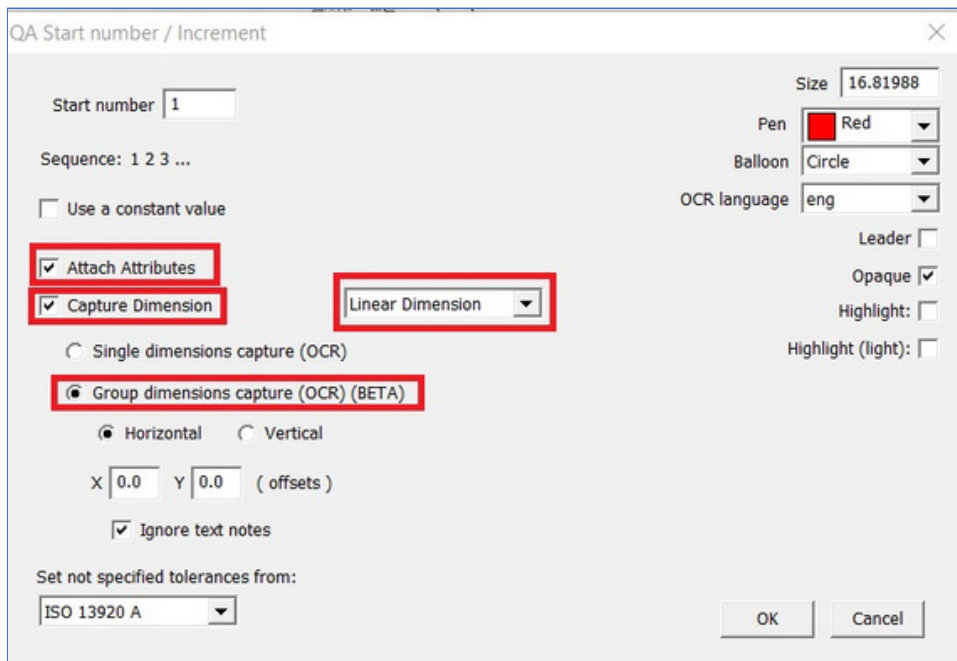 QA Start number / Increment
Start number 1
Sequence: 1 2 3 ...
Use a constant value
Attach Attributes
Capture Dimension
Linear Dimension
Single dimensions capture (OCR)
Group dimensions capture (OCR) (BETA)
Horizontal Vertical
X 0.0 Y 0.0 ( offsets )
Ignore text notes
Set not specified tolerances from:
ISO 13920 A
Size 16.81988
Pen Red
Balloon Circle
OCR language eng
Leader
Opaque
Highlight:
Highlight (light):
OK Cancel